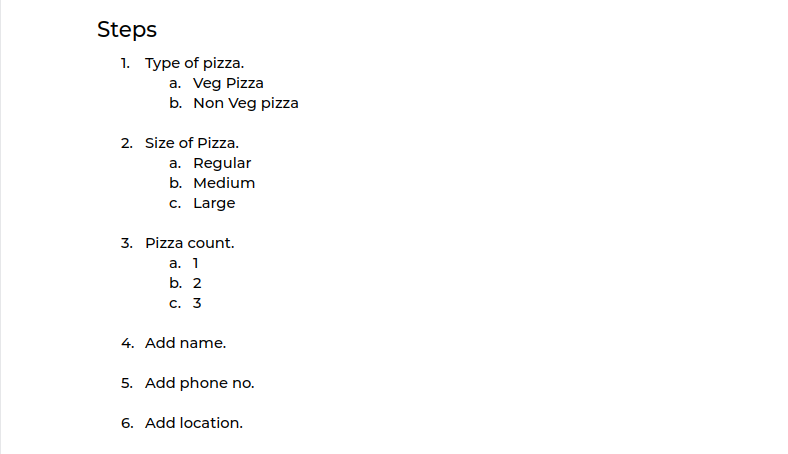 Steps
1. Type of pizza.
a. Veg Pizza
b. Non Veg pizza
2. Size of Pizza.
a. Regular
b. Medium
c. Large
3. Pizza count.
a. 1
b. 2
c. 3
4. Add name.
5. Add phone no.
6. Add location.